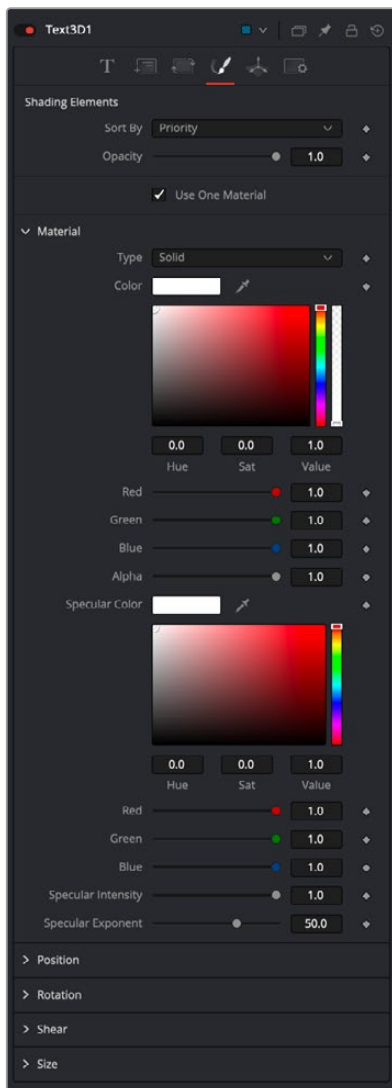 Text3D1
T
Shading Elements
Sort By Priority
Opacity 1.0
Use One Material
Material
Type Solid
Color
0.0 0.0 1.0
Hue Sat Value
Red 1.0
Green 1.0
Blue 1.0
Alpha 1.0
Specular Color
0.0 0.0 1.0
Hue Sat Value
Red 1.0
Green 1.0
Blue 1.0
Specular Intensity 1.0
Specular Exponent 50.0
Position
Rotation
Shear
Size